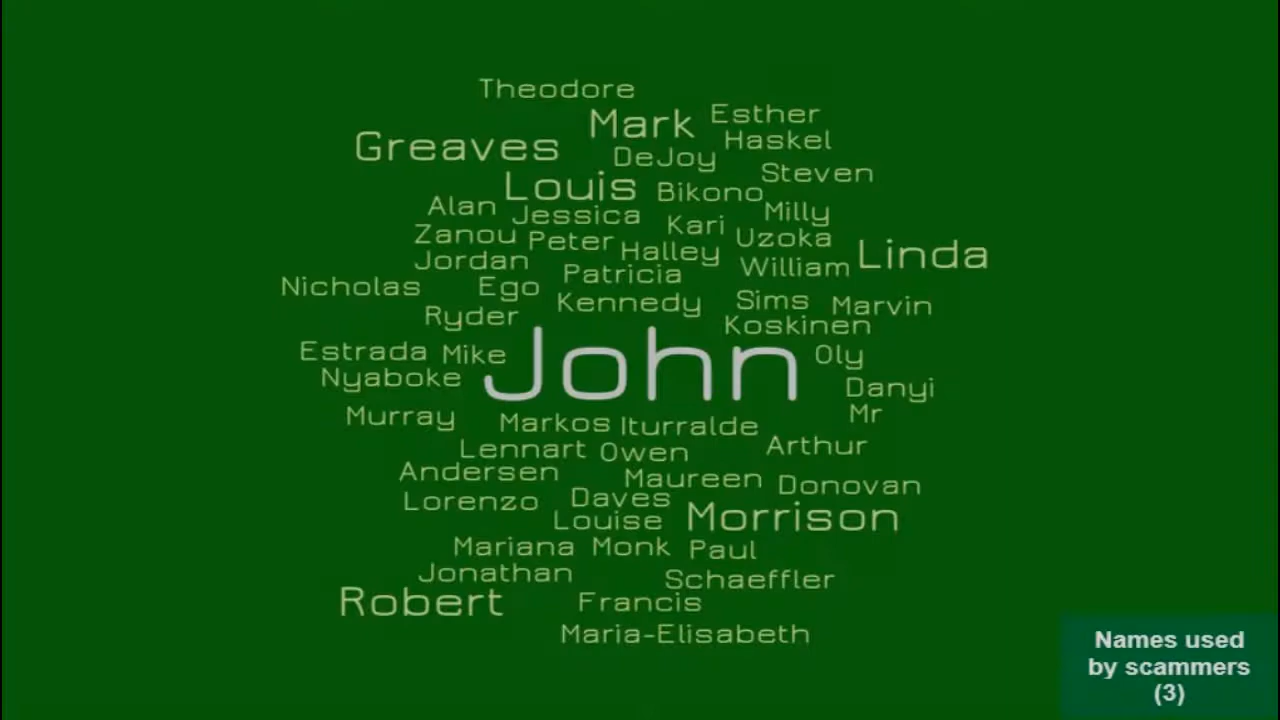 Theodore
Mark Esther
Greaves Haskel
DeJoy
Steven
Louis Bikono
Alan Jessica Kari Milly
Zanou Peter Halley Uzoka
Jordan Patricia William Linda
Nicholas Ego Kennedy Sims Marvin
Ryder Koskinen
Estrada Mike John Oly
Nyaboke Danyi
Murray Markos Iturralde Mr
Lennart Owen Arthur
Andersen Maureen Donovan
Lorenzo Daves
Louise Morrison
Mariana Monk Paul
Jonathan Schaeffler
Robert Francis
Maria-Elisabeth
Names used
by scammers
(3)